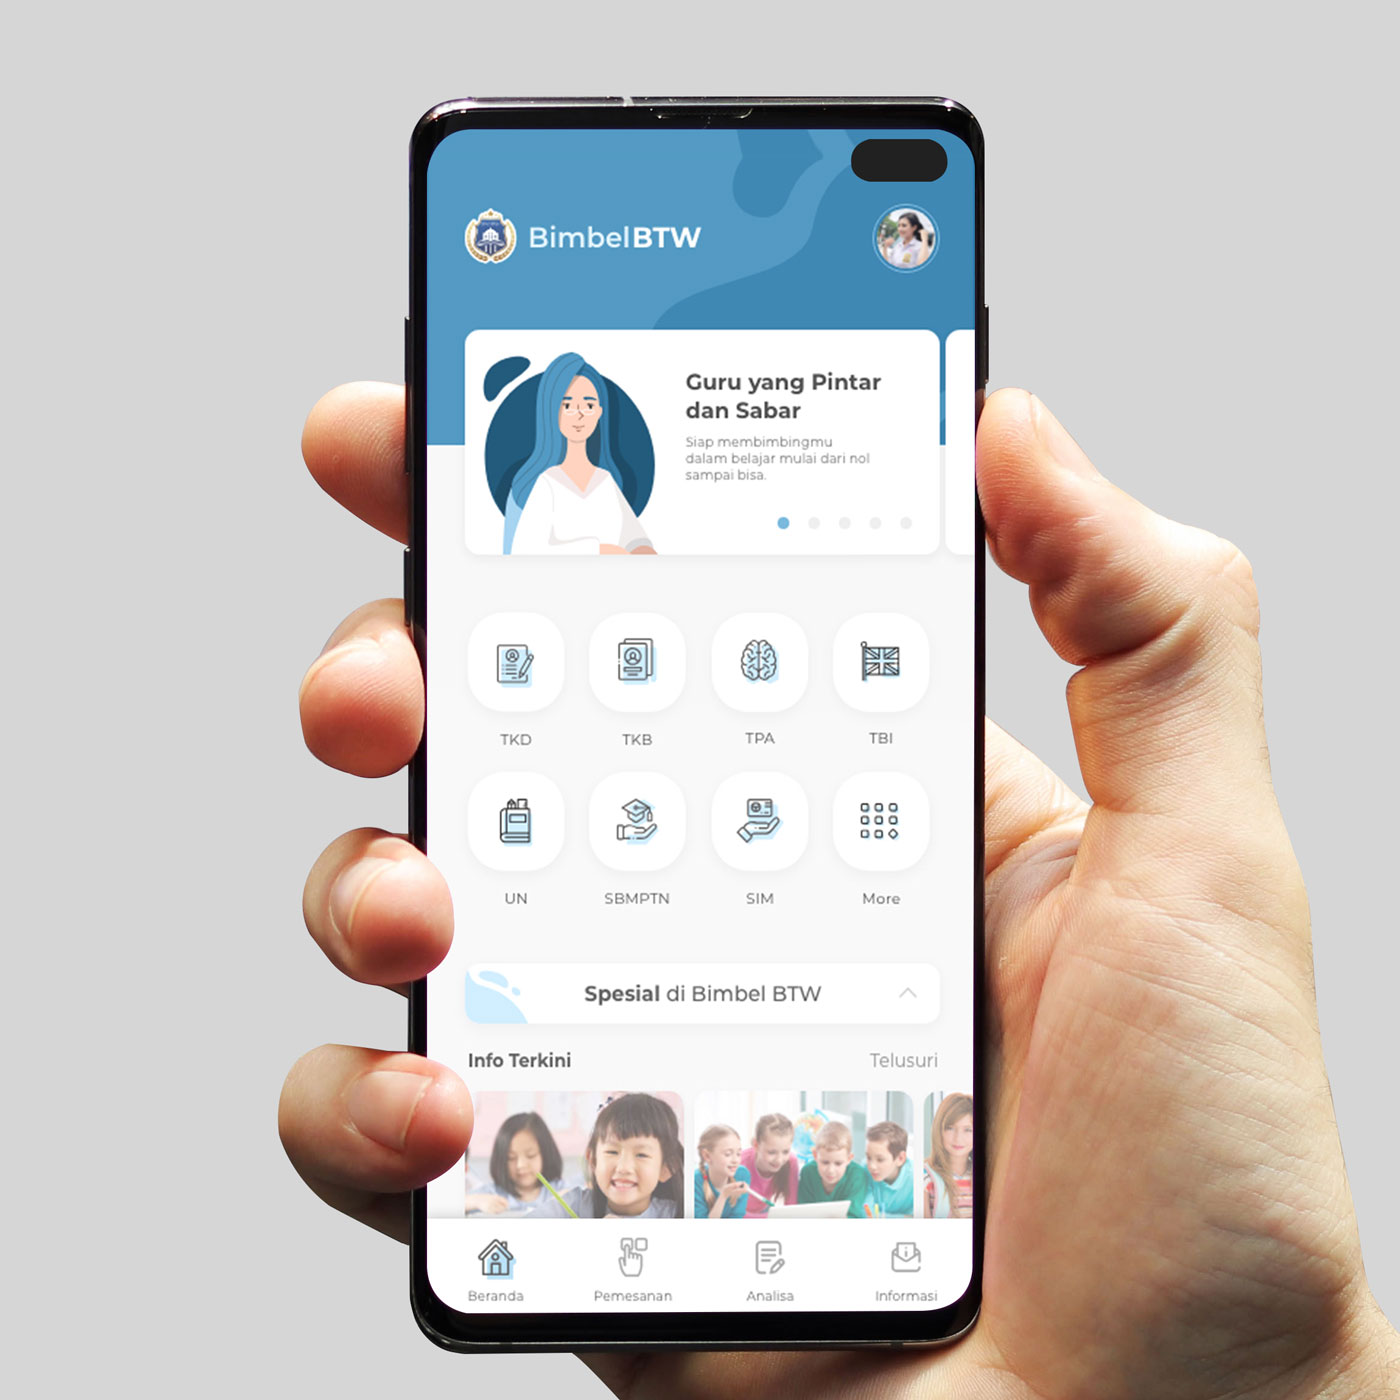 BimbelBTW
Guru yang Pintar
dan Sabar
Siap membimbingmu
dalam belajar mulai dari nol
sampai bisa.
TKD
TKB
TPA
TBI
UN
SBMPTN
SIM
More
Spesial di Bimbel BTW
Info Terkini
Telusuri
Beranda
Pemesanan
Analisa
Informasi